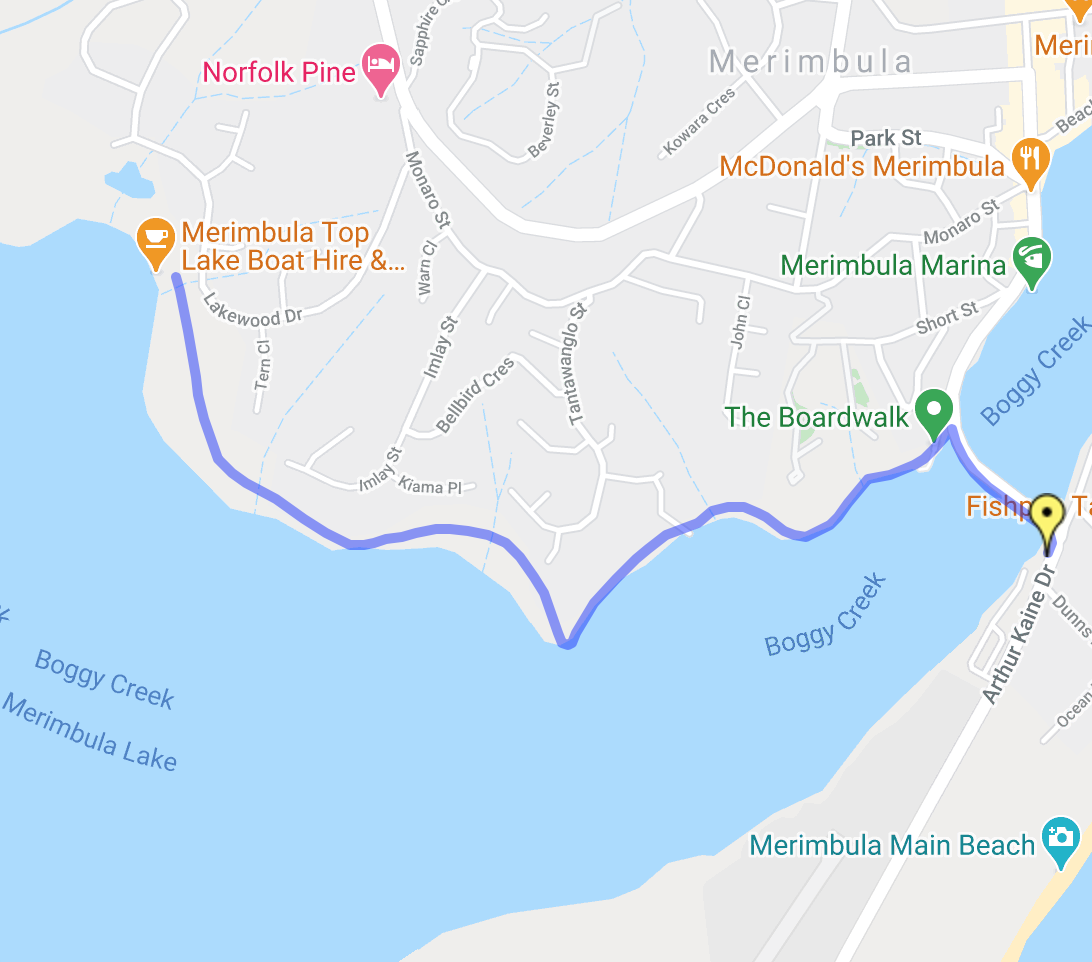 Sapphire C
Meri
Norfolk Pine
Merimbula
Beverley St
Kowara Cres
Beach
Park St
McDonald's Merimbula
Monaro St
Monaro St
Merimbula Top
Lake Boat Hire &...
Warn Cl
Merimbula Marina
Lakewood Dr
Short St
John Cl
Imlay St
Tern Cl
Tantawanglo St
Boggy Creek
Bellbird Cres
The Boardwalk
Imlay St
Kiama Pl
Fishp
Ta
Boggy Creek
Arthur Kaine Dr
Dunns
Boggy Creek
Merimbula Lake
Ocean
Merimbula Main Beach